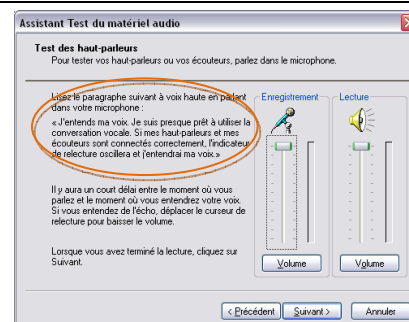 Assistant Test du matériel audio
Test des haut-parleurs
Pour tester vos haut-parleurs ou vos écouteurs, parlez dans le microphone.
Lisez le paragraphe suivant à voix haute en parlant
dans votre microphone :
« J'entends ma voix. Je suis presque prêt à utiliser la
conversation vocale. Si mes haut-parleurs et mes
écouteurs sont connectés correctement, l'indicateur
de relecture oscillera et j'entendrai ma voix »
Il y aura un court délai entre le moment où vous
parlez et le moment où vous entendrez votre voix.
Si vous entendez de l'écho, déplacer le curseur de
relecture pour baisser le volume.
Lorsque vous avez terminé la lecture, cliquez sur
Suivant.
Enregistrement
Volume
Lecture
Volume
< Précédent
Suivant >
Annuler